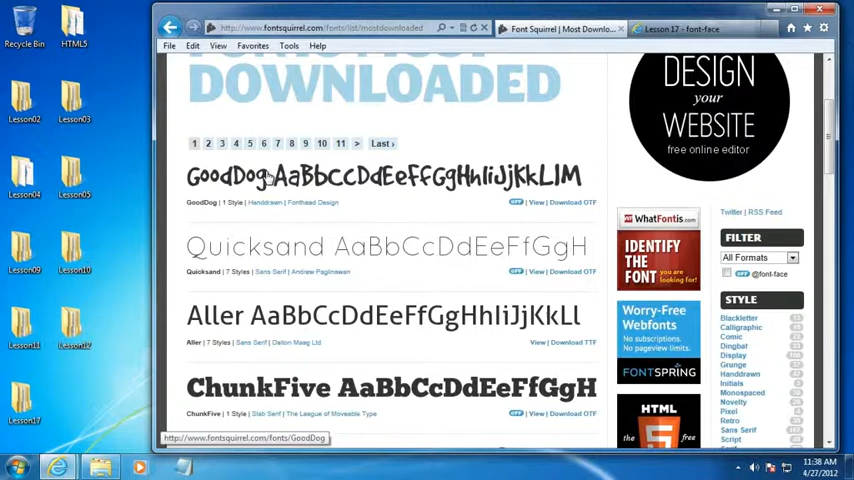 http://www.fontsquirrel.com/fonts/list/mostdownloaded
Font Squirrel | Most Downlo...
Lesson 17 - font-face
File Edit View Favorites Tools Help
Recycle Bin
HTML5
Lesson02
Lesson03
Lesson04
Lesson05
Lesson09
Lesson10
Lesson11
Lesson12
Lesson17
DOWNLOADED
1 2 3 4 5 6 7 8 9 10 11 > Last ›
GoodDog AaBbCcDdEeFfGgHhIiJjKkLlM
GoodDog | 1 Style | Handdrawn | Fonthead Design
View | Download OTF
Quicksand AaBbCcDdEeFfGgH
Quicksand | 7 Styles | Sans Serif | Andrew Paglinawan
View | Download OTF
Aller AaBbCcDdEeFfGgHhIiJjKkLl
Aller | 7 Styles | Sans Serif | Dalton Maag Ltd
View | Download TTF
ChunkFive AaBbCcDdEeFfGgH
ChunkFive | 1 Style | Slab Serif | The League of Moveable Type
View | Download OTF
http://www.fontsquirrel.com/fonts/GoodDog
DESIGN
your
WEBSITE
free online editor
WhatFontis.com
IDENTIFY
THE
FONT you are
looking for!
Worry-Free
Webfonts
No subscriptions.
No pageview limits.
FONTSPRING
HTML
5
the free
Twitter | RSS Feed
FILTER
All Formats
@font-face
STYLE
Blackletter
Calligraphic
Comic
Dingbat
Display
Grunge
Handdrawn
Initials
Monospaced
Novelty
Pixel
Retro
Sans Serif
Script
11:38 AM
4/27/2012